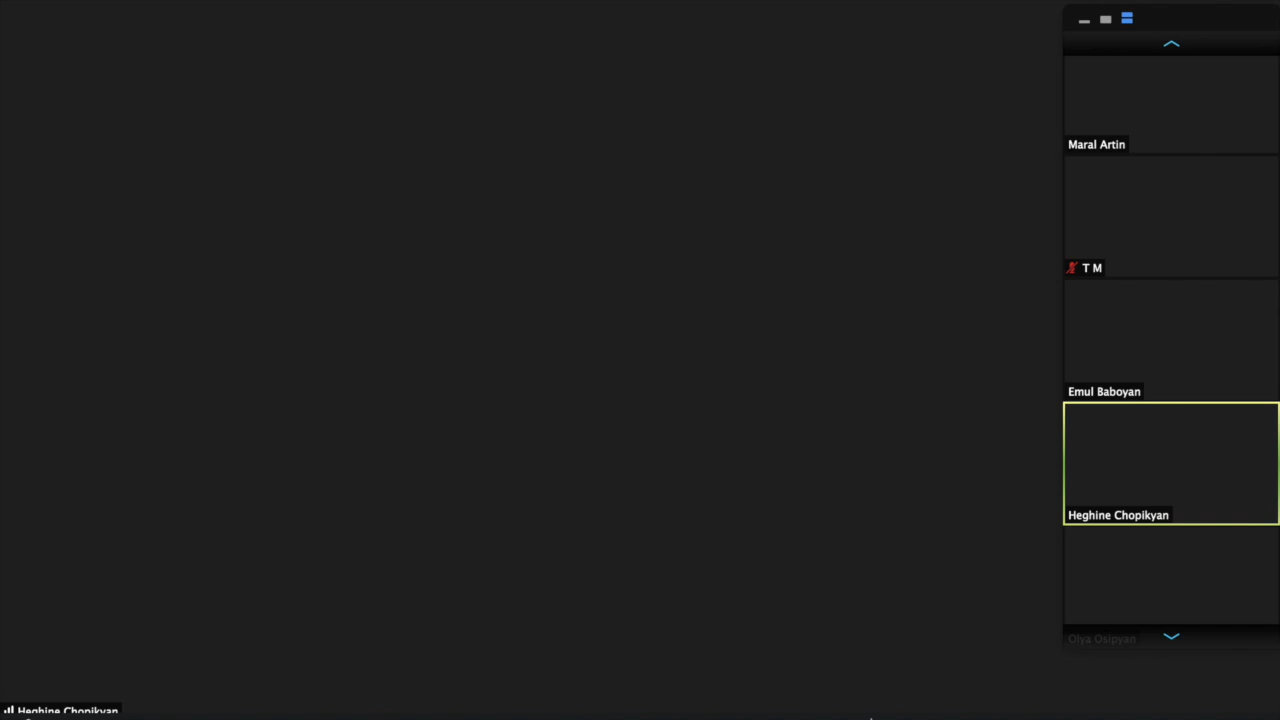 Maral Artin
T M
Emul Baboyan
Heghine Chopikyan
Olya Osipyan
Heghine Chopikyan